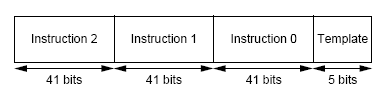 Instruction 2 Instruction 1 Instruction 0 Template
41 bits 41 bits 41 bits 5 bits